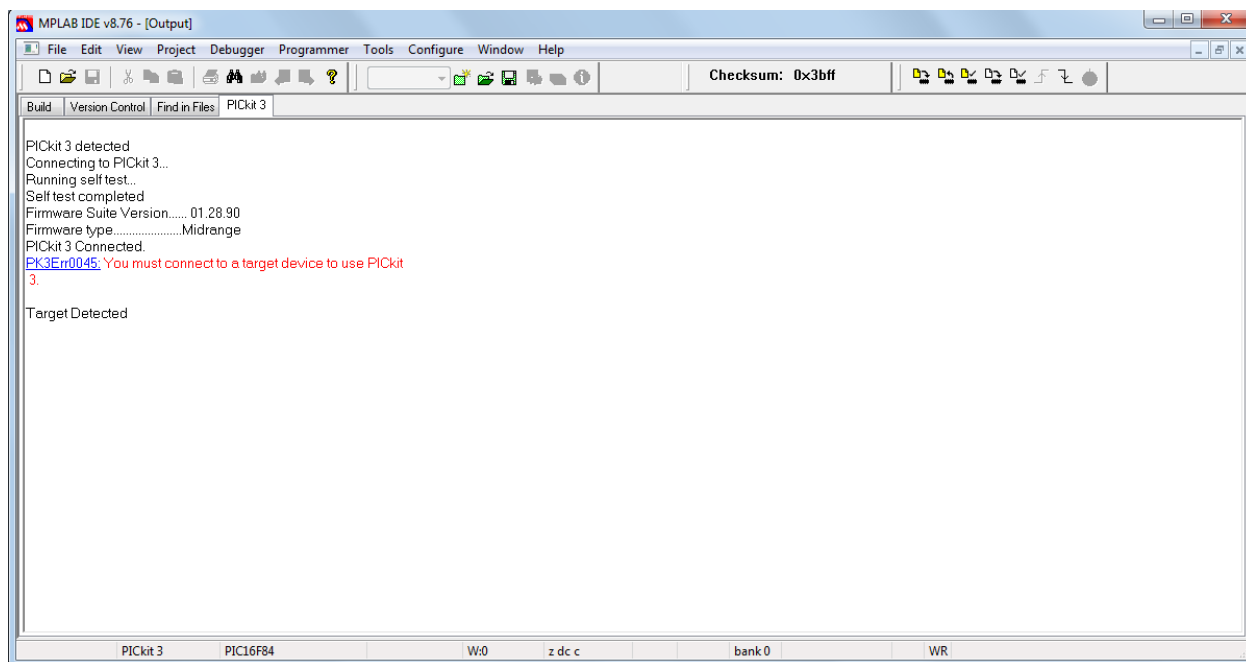 MPLAB IDE v8.76 - [Output]
File Edit View Project Debugger Programmer Tools Configure Window Help
Checksum: 0x3bff
Build Version Control Find in Files PICkit 3
PICkit 3 detected
Connecting to PICkit 3...
Running self test...
Self test completed
Firmware Suite Version...... 01.28.90
Firmware type......................Midrange
PICkit 3 Connected.
PK3Err0045: You must connect to a target device to use PICkit
3.
Target Detected
PICkit 3 PIC16F84 W:0 z dc c bank 0 WR